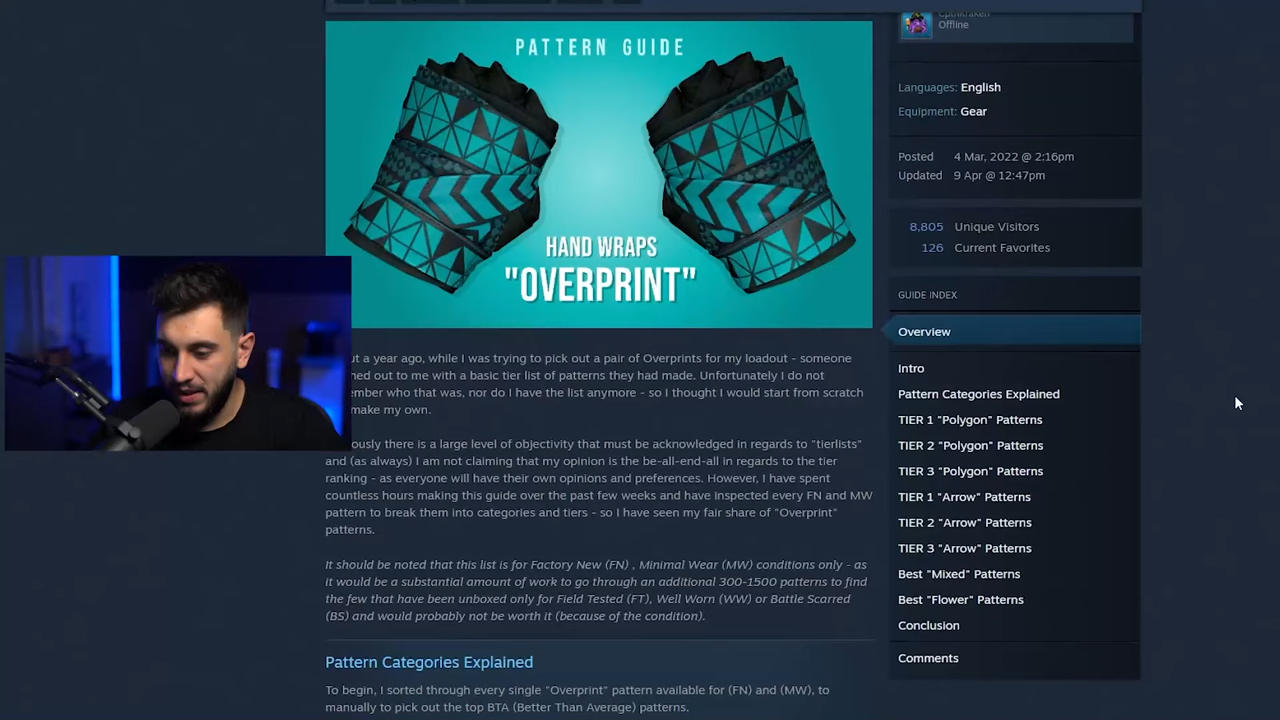 PATTERN GUIDE
HAND WRAPS
"OVERPRINT"
Offline
Languages: English
Equipment: Gear
Posted 4 Mar, 2022 @ 2:16pm
Updated 9 Apr @ 12:47pm
8,805 Unique Visitors
126 Current Favorites
GUIDE INDEX
Overview
Intro
Pattern Categories Explained
TIER 1 "Polygon" Patterns
TIER 2 "Polygon" Patterns
TIER 3 "Polygon" Patterns
TIER 1 "Arrow" Patterns
TIER 2 "Arrow" Patterns
TIER 3 "Arrow" Patterns
Best "Mixed" Patterns
Best "Flower" Patterns
Conclusion
Comments
a year ago, while I was trying to pick out a pair of Overprints for my loadout - someone
out to me with a basic tier list of patterns they had made. Unfortunately I do not
who that was, nor do I have the list anymore - so I thought I would start from scratch
make my own.
there is a large level of objectivity that must be acknowledged in regards to "tierlists"
and (as always) I am not claiming that my opinion is the be-all-end-all in regards to the tier
ranking - as everyone will have their own opinions and preferences. However, I have spent
countless hours making this guide over the past few weeks and have inspected every FN and MW
pattern to break them into categories and tiers - so I have seen my fair share of "Overprint"
patterns.
It should be noted that this list is for Factory New (FN) , Minimal Wear (MW) conditions only - as
it would be a substantial amount of work to go through an additional 300-1500 patterns to find
the few that have been unboxed only for Field Tested (FT), Well Worn (WW) or Battle Scarred
(BS) and would probably not be worth it (because of the condition).
Pattern Categories Explained
To begin, I sorted through every single "Overprint" pattern available for (FN) and (MW), to
manually to pick out the top BTA (Better Than Average) patterns.